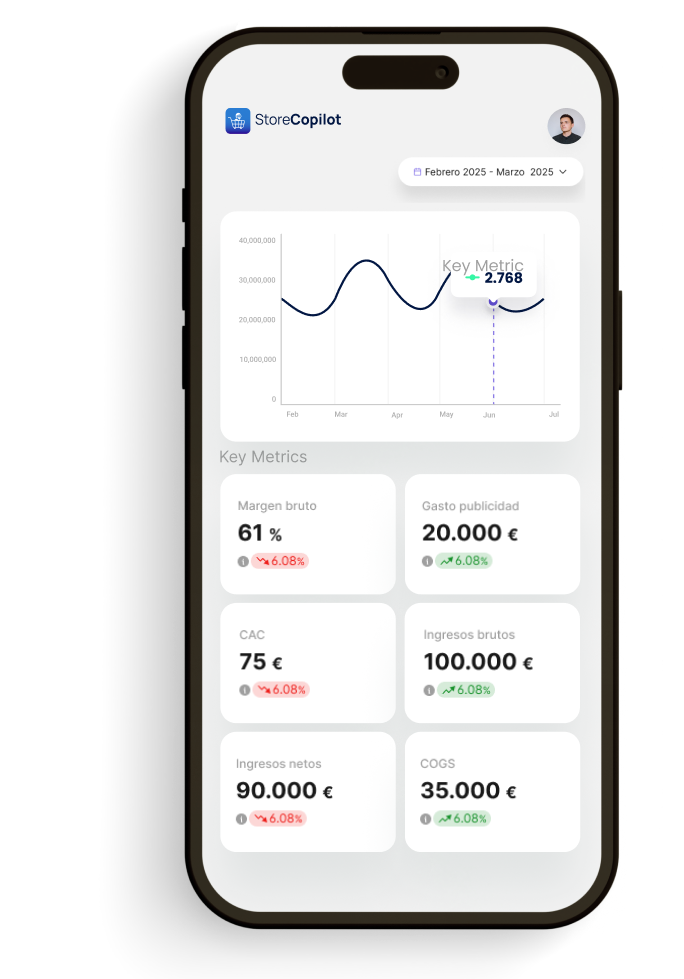 StoreCopilot
Febrero 2025 - Marzo 2025
40,000,000
30,000,000
20,000,000
10,000,000
0
Key Metric
2.768
Feb Mar Apr May Jun Jul
Key Metrics
Margen bruto
61 %
i 6.08%
Gasto publicidad
20.000 €
i 6.08%
CAC
75 €
i 6.08%
Ingresos brutos
100.000 €
i 6.08%
Ingresos netos
90.000 €
i 6.08%
COGS
35.000 €
i 6.08%